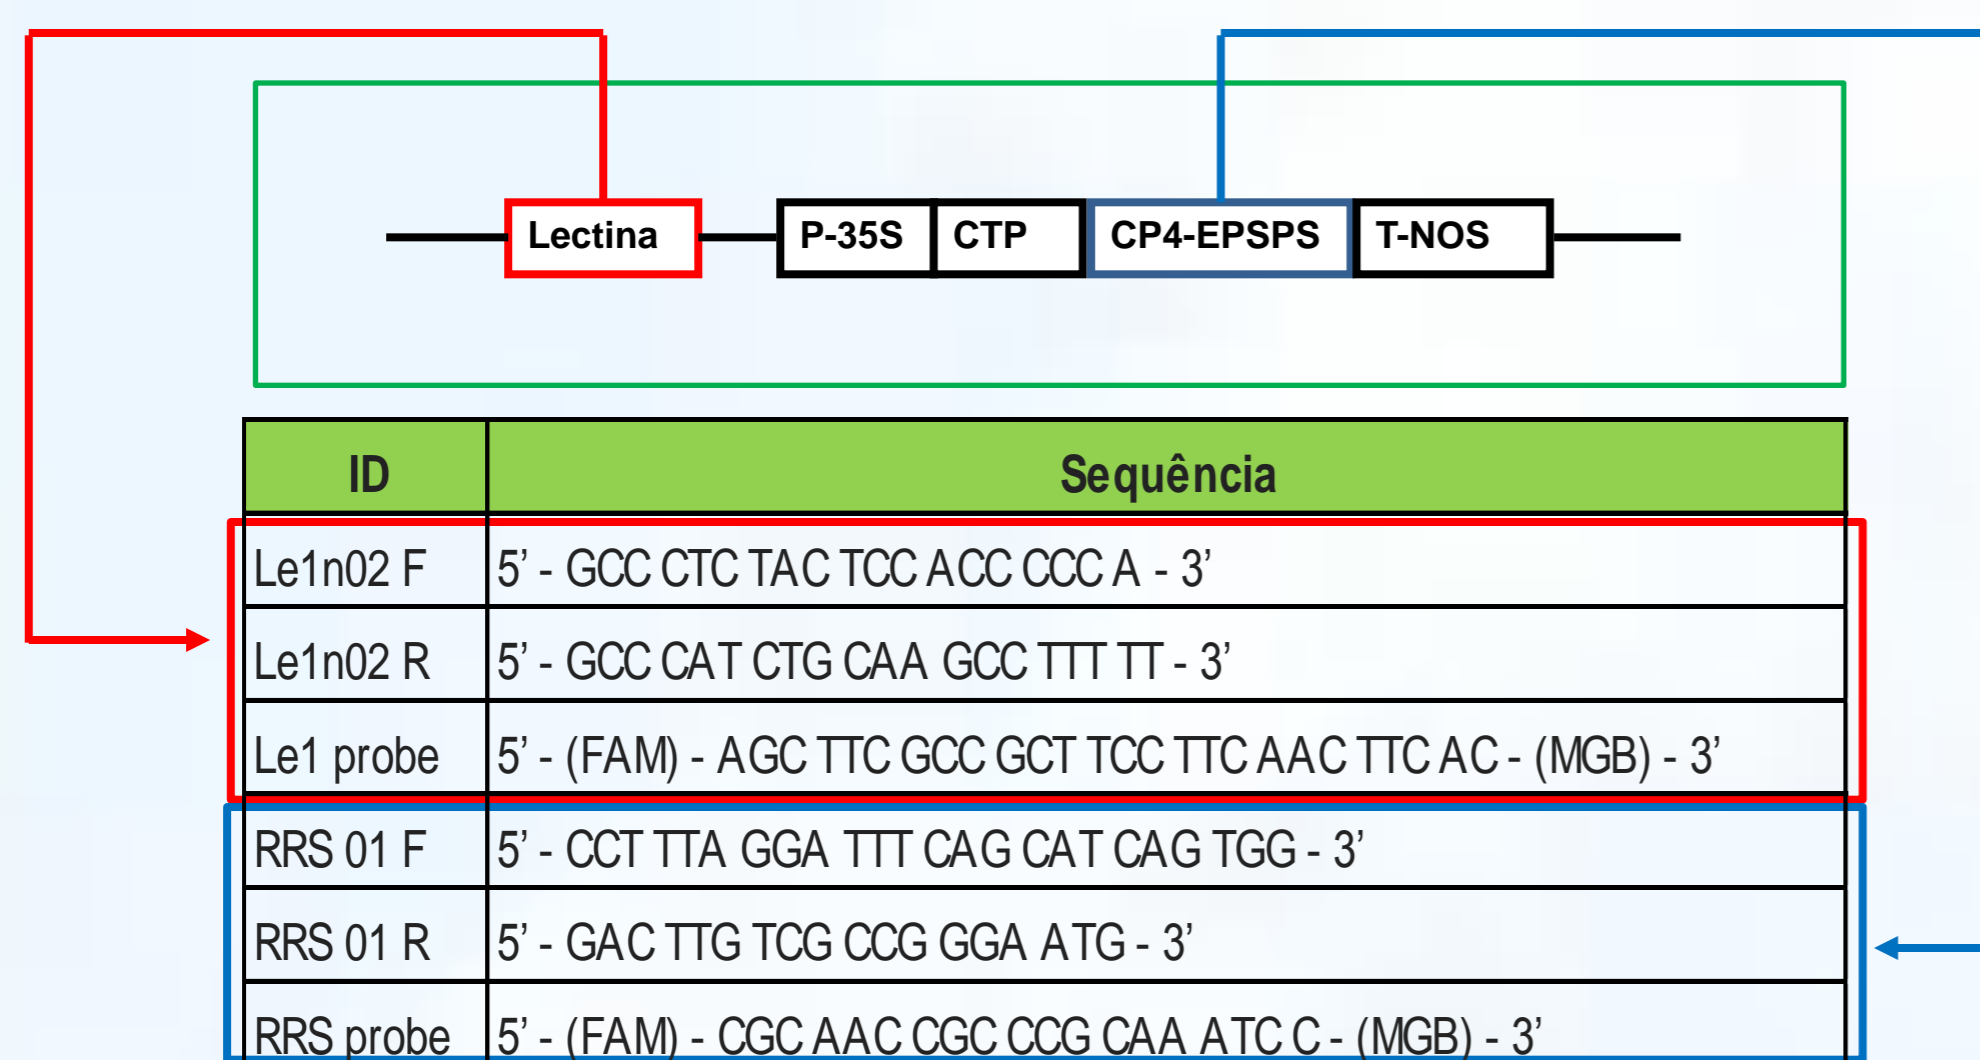 Lectina P-35S CTP CP4-EPSPS T-NOS
ID Sequência
Le1n02 F 5’ - GCC CTC TAC TCC ACC CCC A - 3’
Le1n02 R 5’ - GCC CAT CTG CAA GCC TTT TT - 3’
Le1 probe 5’ - (FAM) - AGC TTC GCC GCT TCC TTC AAC TTC AC - (MGB) - 3’
RRS 01 F 5’ - CCT TTA GGA TTT CAG CAT CAG TGG - 3’
RRS 01 R 5’ - GAC TTG TCG CCG GGA ATG - 3’
RRS probe 5’ - (FAM) - CGC AAC CGC CCG CAA ATC C - (MGB) - 3’